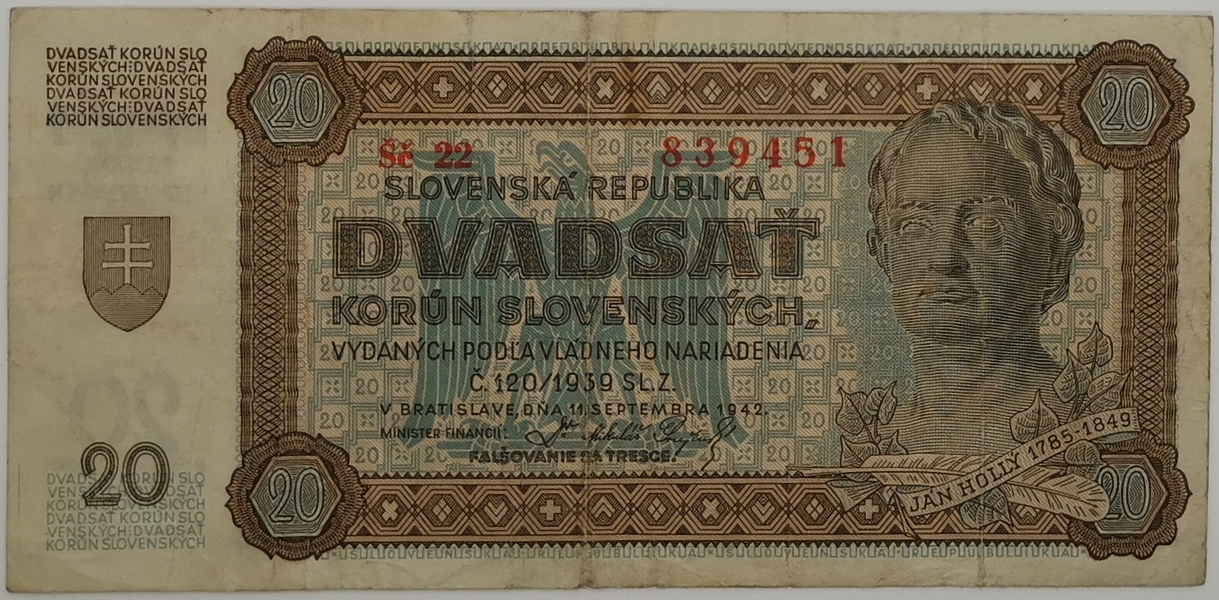 DVADSAŤ KORÚN SLO
VENSKÝCH DVADSAŤ
KORÚN SLOVENSKÝCH
DVADSAŤ KORÚN SLO
VENSKÝCH DVADSAŤ
KORÚN SLOVENSKÝCH
20
20
Sč 22 839451
SLOVENSKÁ REPUBLIKA
DVADSAŤ
KORÚN SLOVENSKÝCH,
VYDANÝCH PODĽA VLÁDNEHO NARIADENIA
Č. 120/1939 SL. Z.
V BRATISLAVE, DŇA 11. SEPTEMBRA 1942.
MINISTER FINANCIÍ:
FALŠOVANIE SA TRESCE.
JÁN HOLLÝ 1785-1849
20
20
20
DVADSAŤ KORÚN SLO
VENSKÝCH DVADSAŤ
KORÚN SLOVENSKÝCH
DVADSAŤ KORÚN SLO
VENSKÝCH DVADSAŤ
KORÚN SLOVENSKÝCH